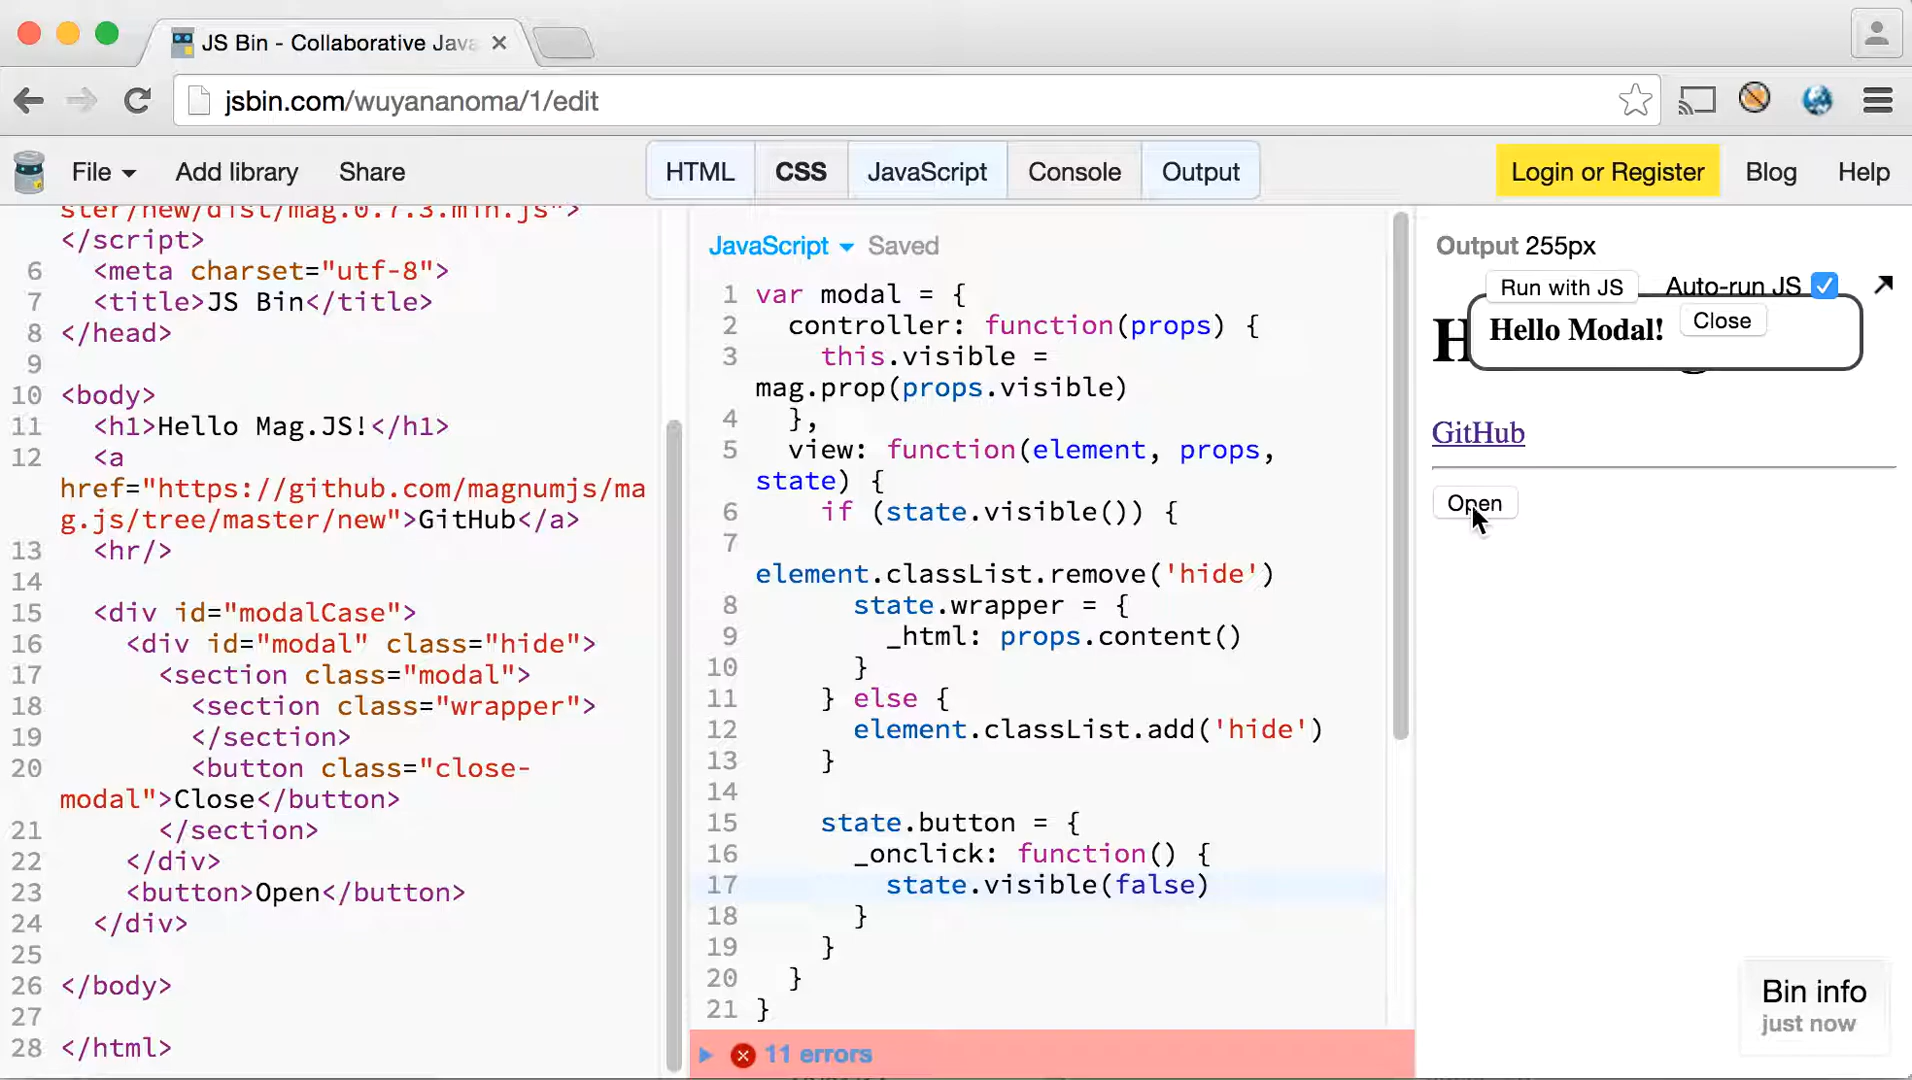 JS Bin - Collaborative Java
jsbin.com/wuyananoma/1/edit
File
Add library
Share
HTML
CSS
JavaScript
Console
Output
Login or Register
Blog
Help
ster/new/dist/mag.0.7.3.min.js">
</script>
6 <meta charset="utf-8">
7 <title>JS Bin</title>
8 </head>
9
10 <body>
11 <h1>Hello Mag.JS!</h1>
12 <a
href="https://github.com/magnumjs/ma
g.js/tree/master/new">GitHub</a>
13 <hr/>
14
15 <div id="modalCase">
16 <div id="modal" class="hide">
17 <section class="modal">
18 <section class="wrapper">
19 </section>
20 <button class="close-
modal">Close</button>
21 </section>
22 </div>
23 <button>Open</button>
24 </div>
25
26 </body>
27
28 </html>
JavaScript Saved
1 var modal = {
2 controller: function(props) {
3 this.visible =
mag.prop(props.visible)
4 },
5 view: function(element, props,
state) {
6 if (state.visible()) {
7
element.classList.remove('hide')
8 state.wrapper = {
9 _html: props.content()
10 }
11 } else {
12 element.classList.add('hide')
13 }
14
15 state.button = {
16 _onclick: function() {
17 state.visible(false)
18 }
19 }
20 }
21 }
11 errors
Output 255px
Run with JS
Auto-run JS
Hello Modal!
Close
GitHub
Open
Bin info
just now